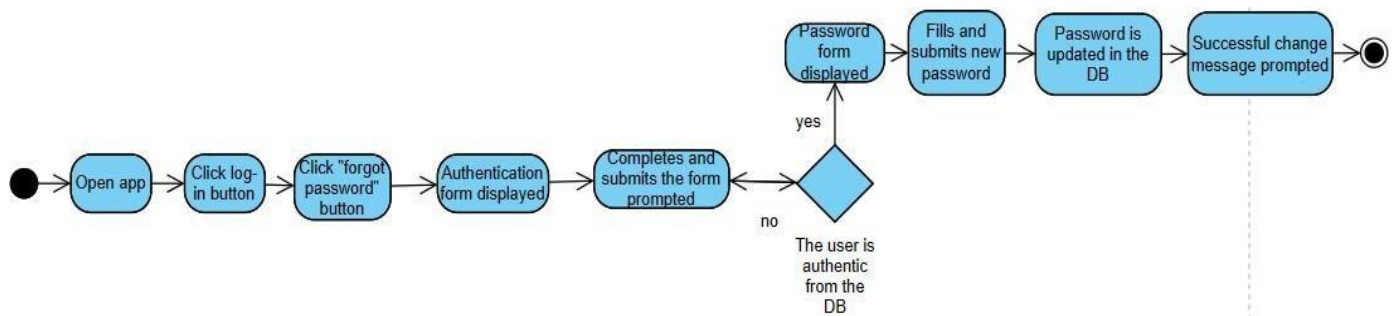 Open app
Click log-
in button
Click "forgot
password"
button
Authentication
form displayed
Completes and
submits the form
prompted
no
The user is
authentic
from the
DB
yes
Password
form
displayed
Fills and
submits new
password
Password is
updated in the
DB
Successful change
message prompted